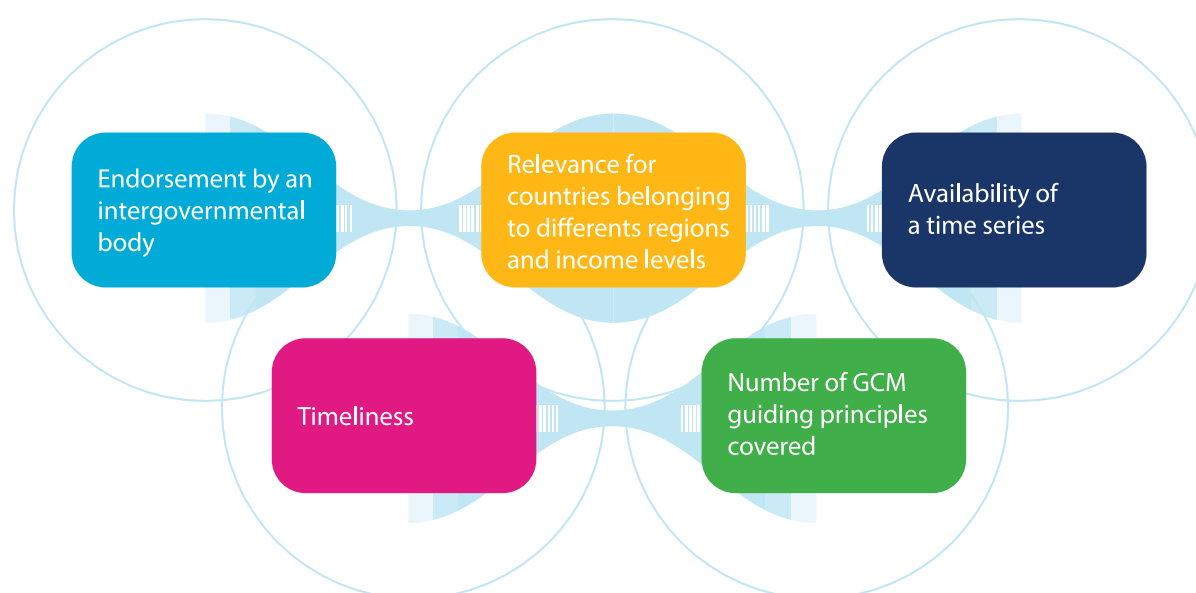 Endorsement by an
intergovernmental
body
Relevance for
countries belonging
to differents regions
and income levels
Availability of
a time series
Timeliness
Number of GCM
guiding principles
covered